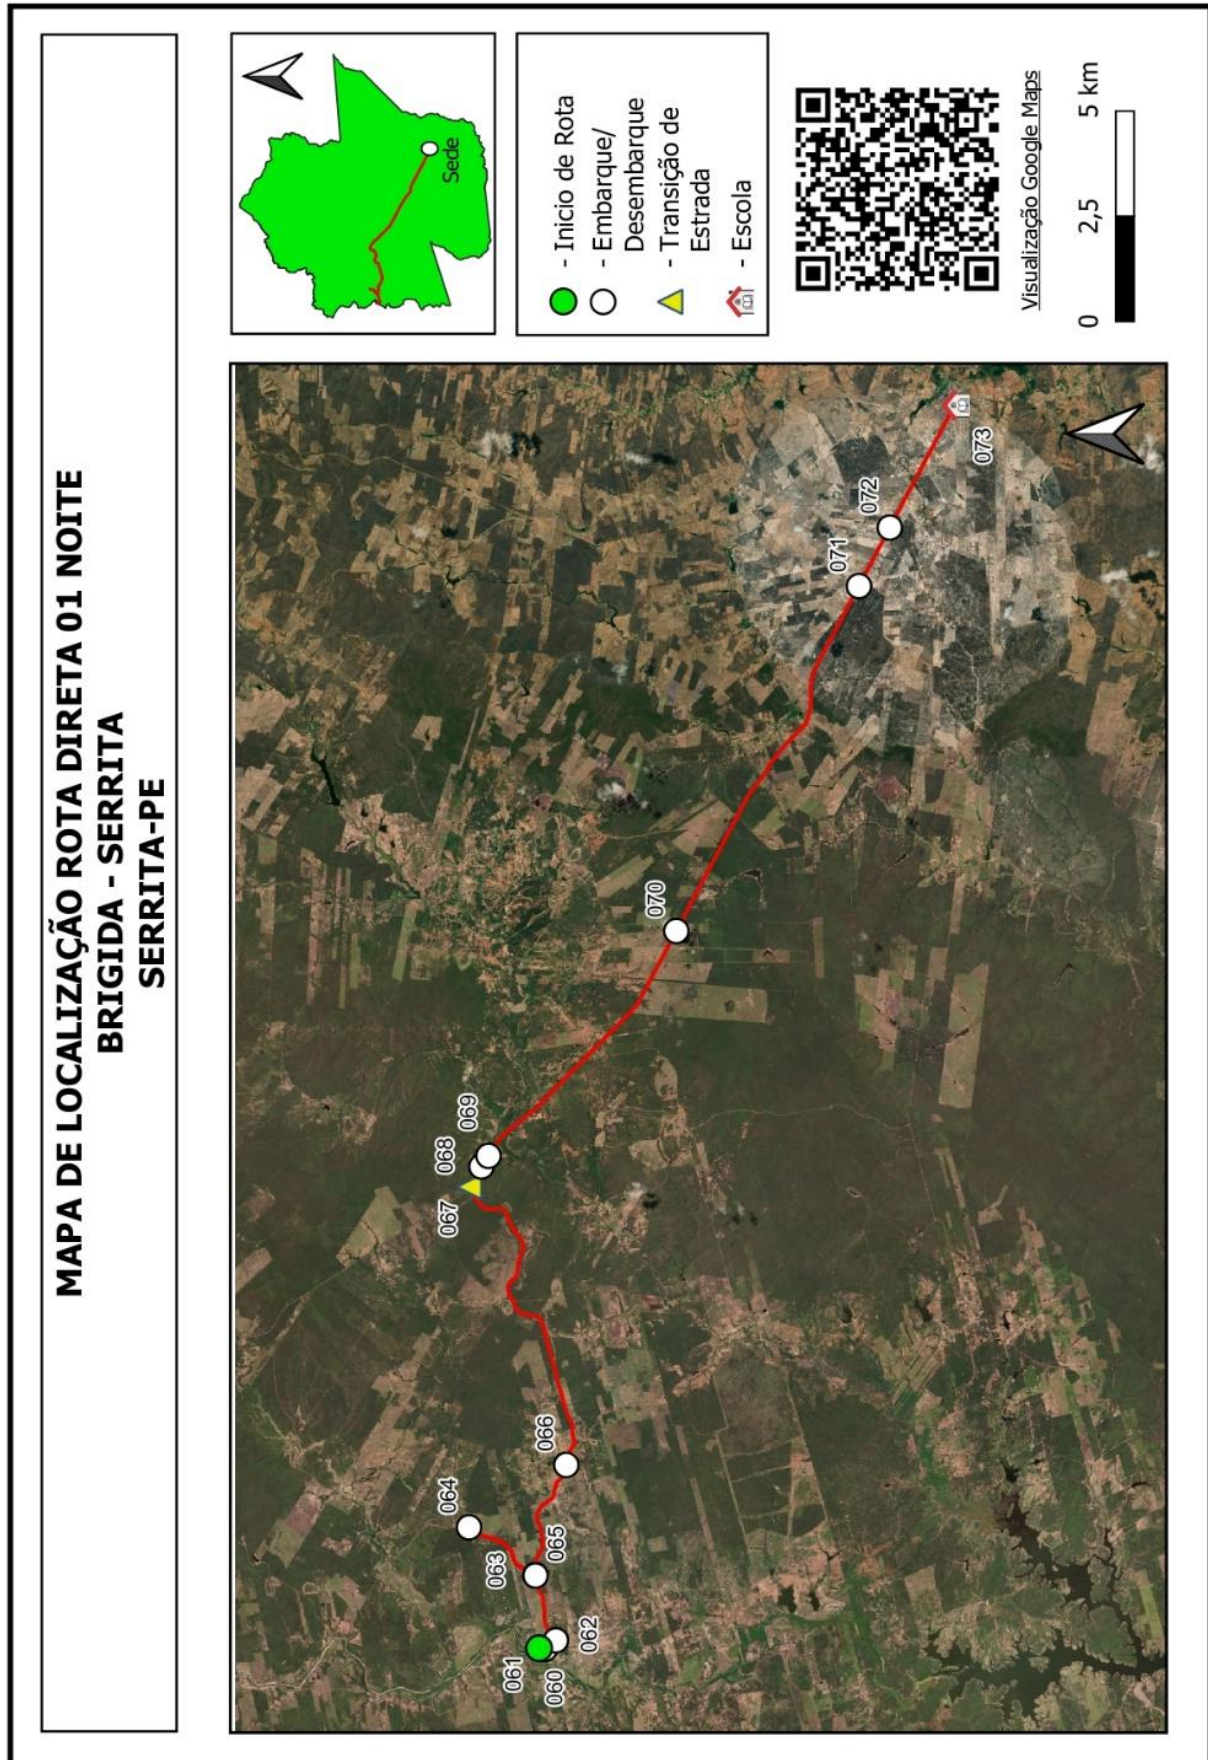 MAPA DE LOCALIZAÇÃO ROTA DIRETA 01 NOITE
BRIGIDA - SERRITA
SERRITA-PE
Sede
- Inicio de Rota
- Embarque/
Desembarque
- Transição de
Estrada
- Escola
Visualização Google Maps
0 2,5 5 km
060
061
062
063
064
065
066
067
068
069
070
071
072
073